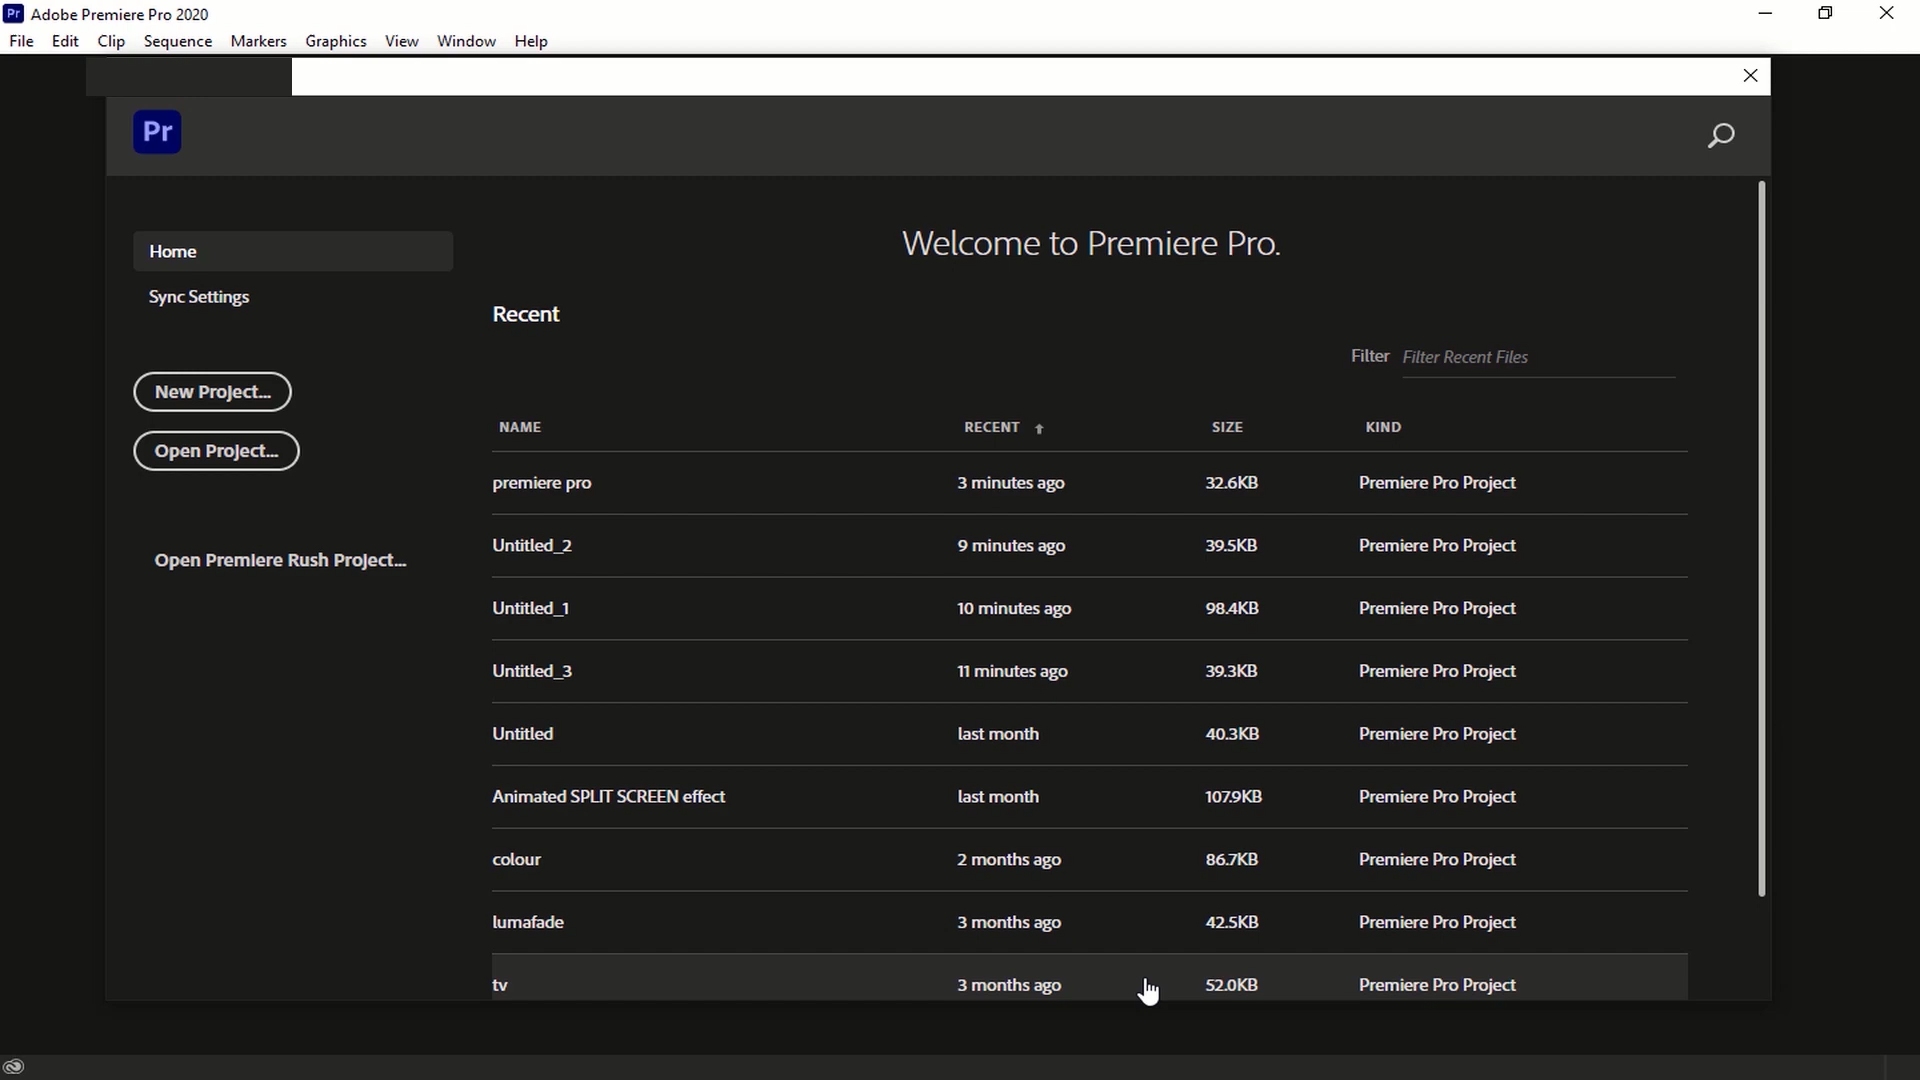 Pr Adobe Premiere Pro 2020
File Edit Clip Sequence Markers Graphics View Window Help
Pr
Home
Sync Settings
New Project...
Open Project...
Open Premiere Rush Project...
Welcome to Premiere Pro.
Recent
Filter Filter Recent Files
NAME RECENT SIZE KIND
premiere pro 3 minutes ago 32.6KB Premiere Pro Project
Untitled_2 9 minutes ago 39.5KB Premiere Pro Project
Untitled_1 10 minutes ago 98.4KB Premiere Pro Project
Untitled_3 11 minutes ago 39.3KB Premiere Pro Project
Untitled last month 40.3KB Premiere Pro Project
Animated SPLIT SCREEN effect last month 107.9KB Premiere Pro Project
colour 2 months ago 86.7KB Premiere Pro Project
lumafade 3 months ago 42.5KB Premiere Pro Project
tv 3 months ago 52.0KB Premiere Pro Project